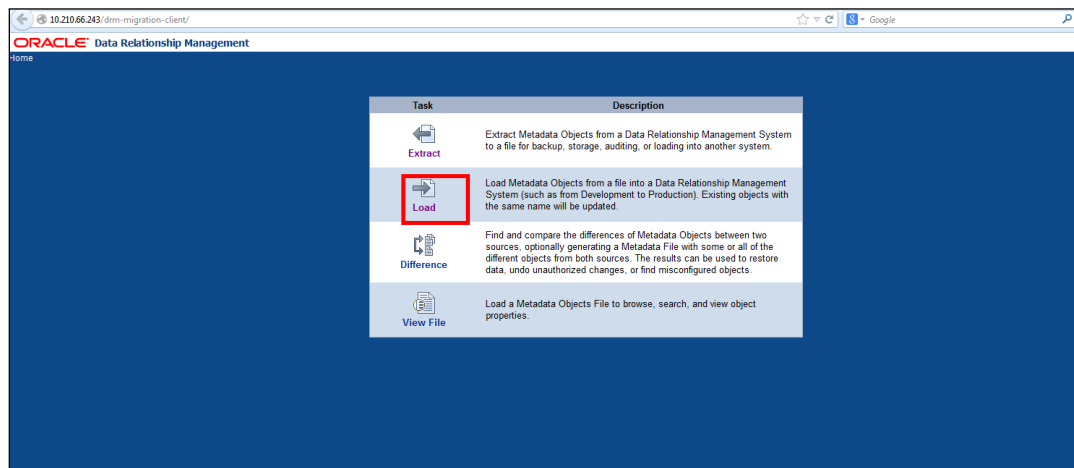 10.210.66.243/drm-migration-client/
Google
ORACLE® Data Relationship Management
Home
Task Description
Extract
Extract Metadata Objects from a Data Relationship Management System
to a file for backup, storage, auditing, or loading into another system.
Load
Load Metadata Objects from a file into a Data Relationship Management
System (such as from Development to Production). Existing objects with
the same name will be updated.
Difference
Find and compare the differences of Metadata Objects between two
sources, optionally generating a Metadata File with some or all of the
different objects from both sources. The results can be used to restore
data, undo unauthorized changes, or find misconfigured objects.
View File
Load a Metadata Objects File to browse, search, and view object
properties.